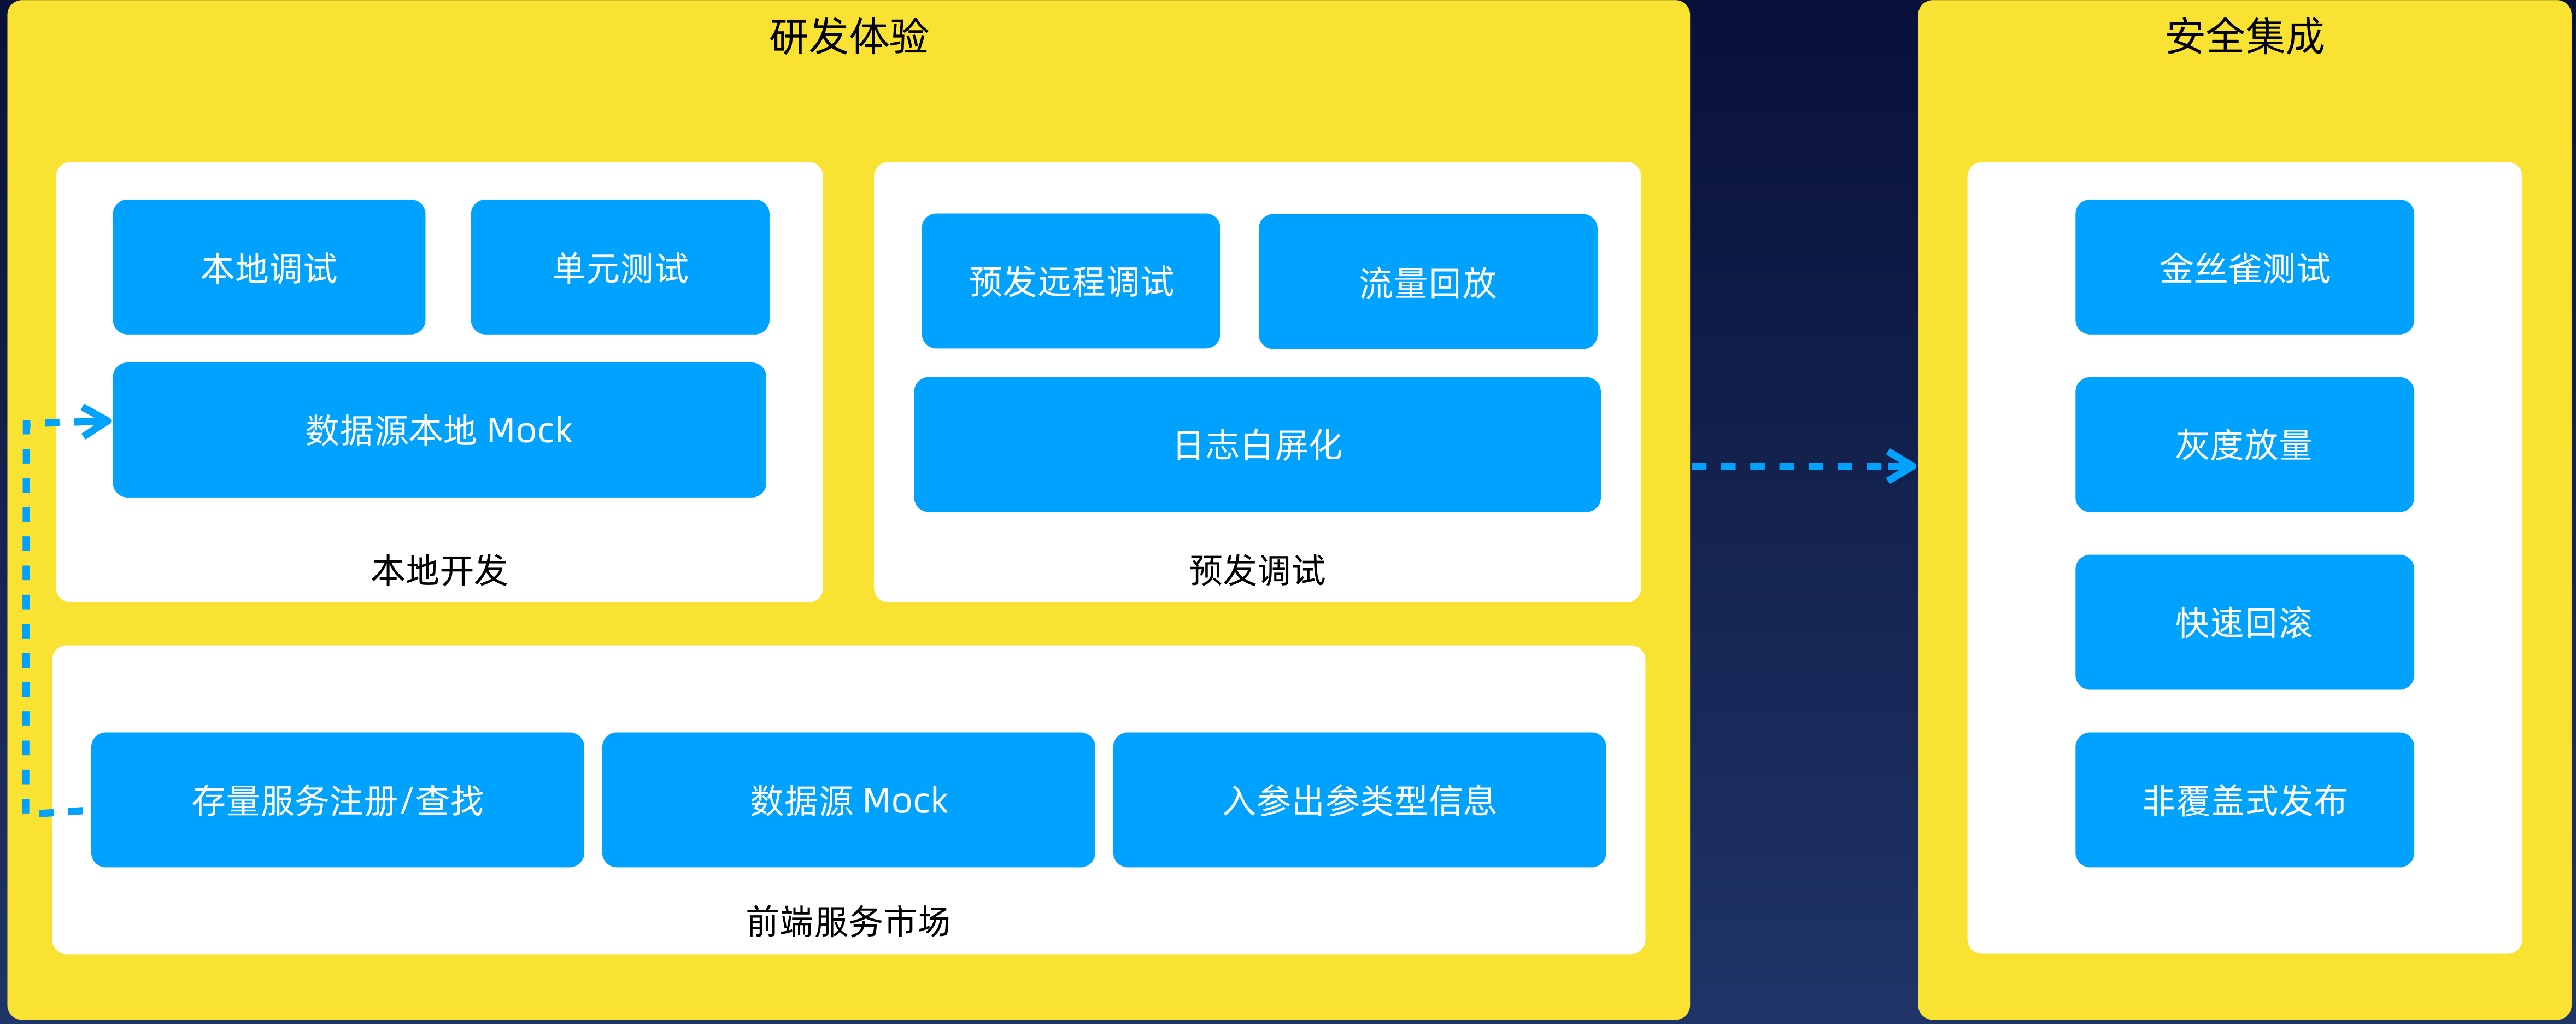 研发体验
本地调试
单元测试
数据源本地 Mock
本地开发
预发远程调试
流量回放
日志白屏化
预发调试
存量服务注册/查找
数据源 Mock
入参出参类型信息
前端服务市场
安全集成
金丝雀测试
灰度放量
快速回滚
非覆盖式发布